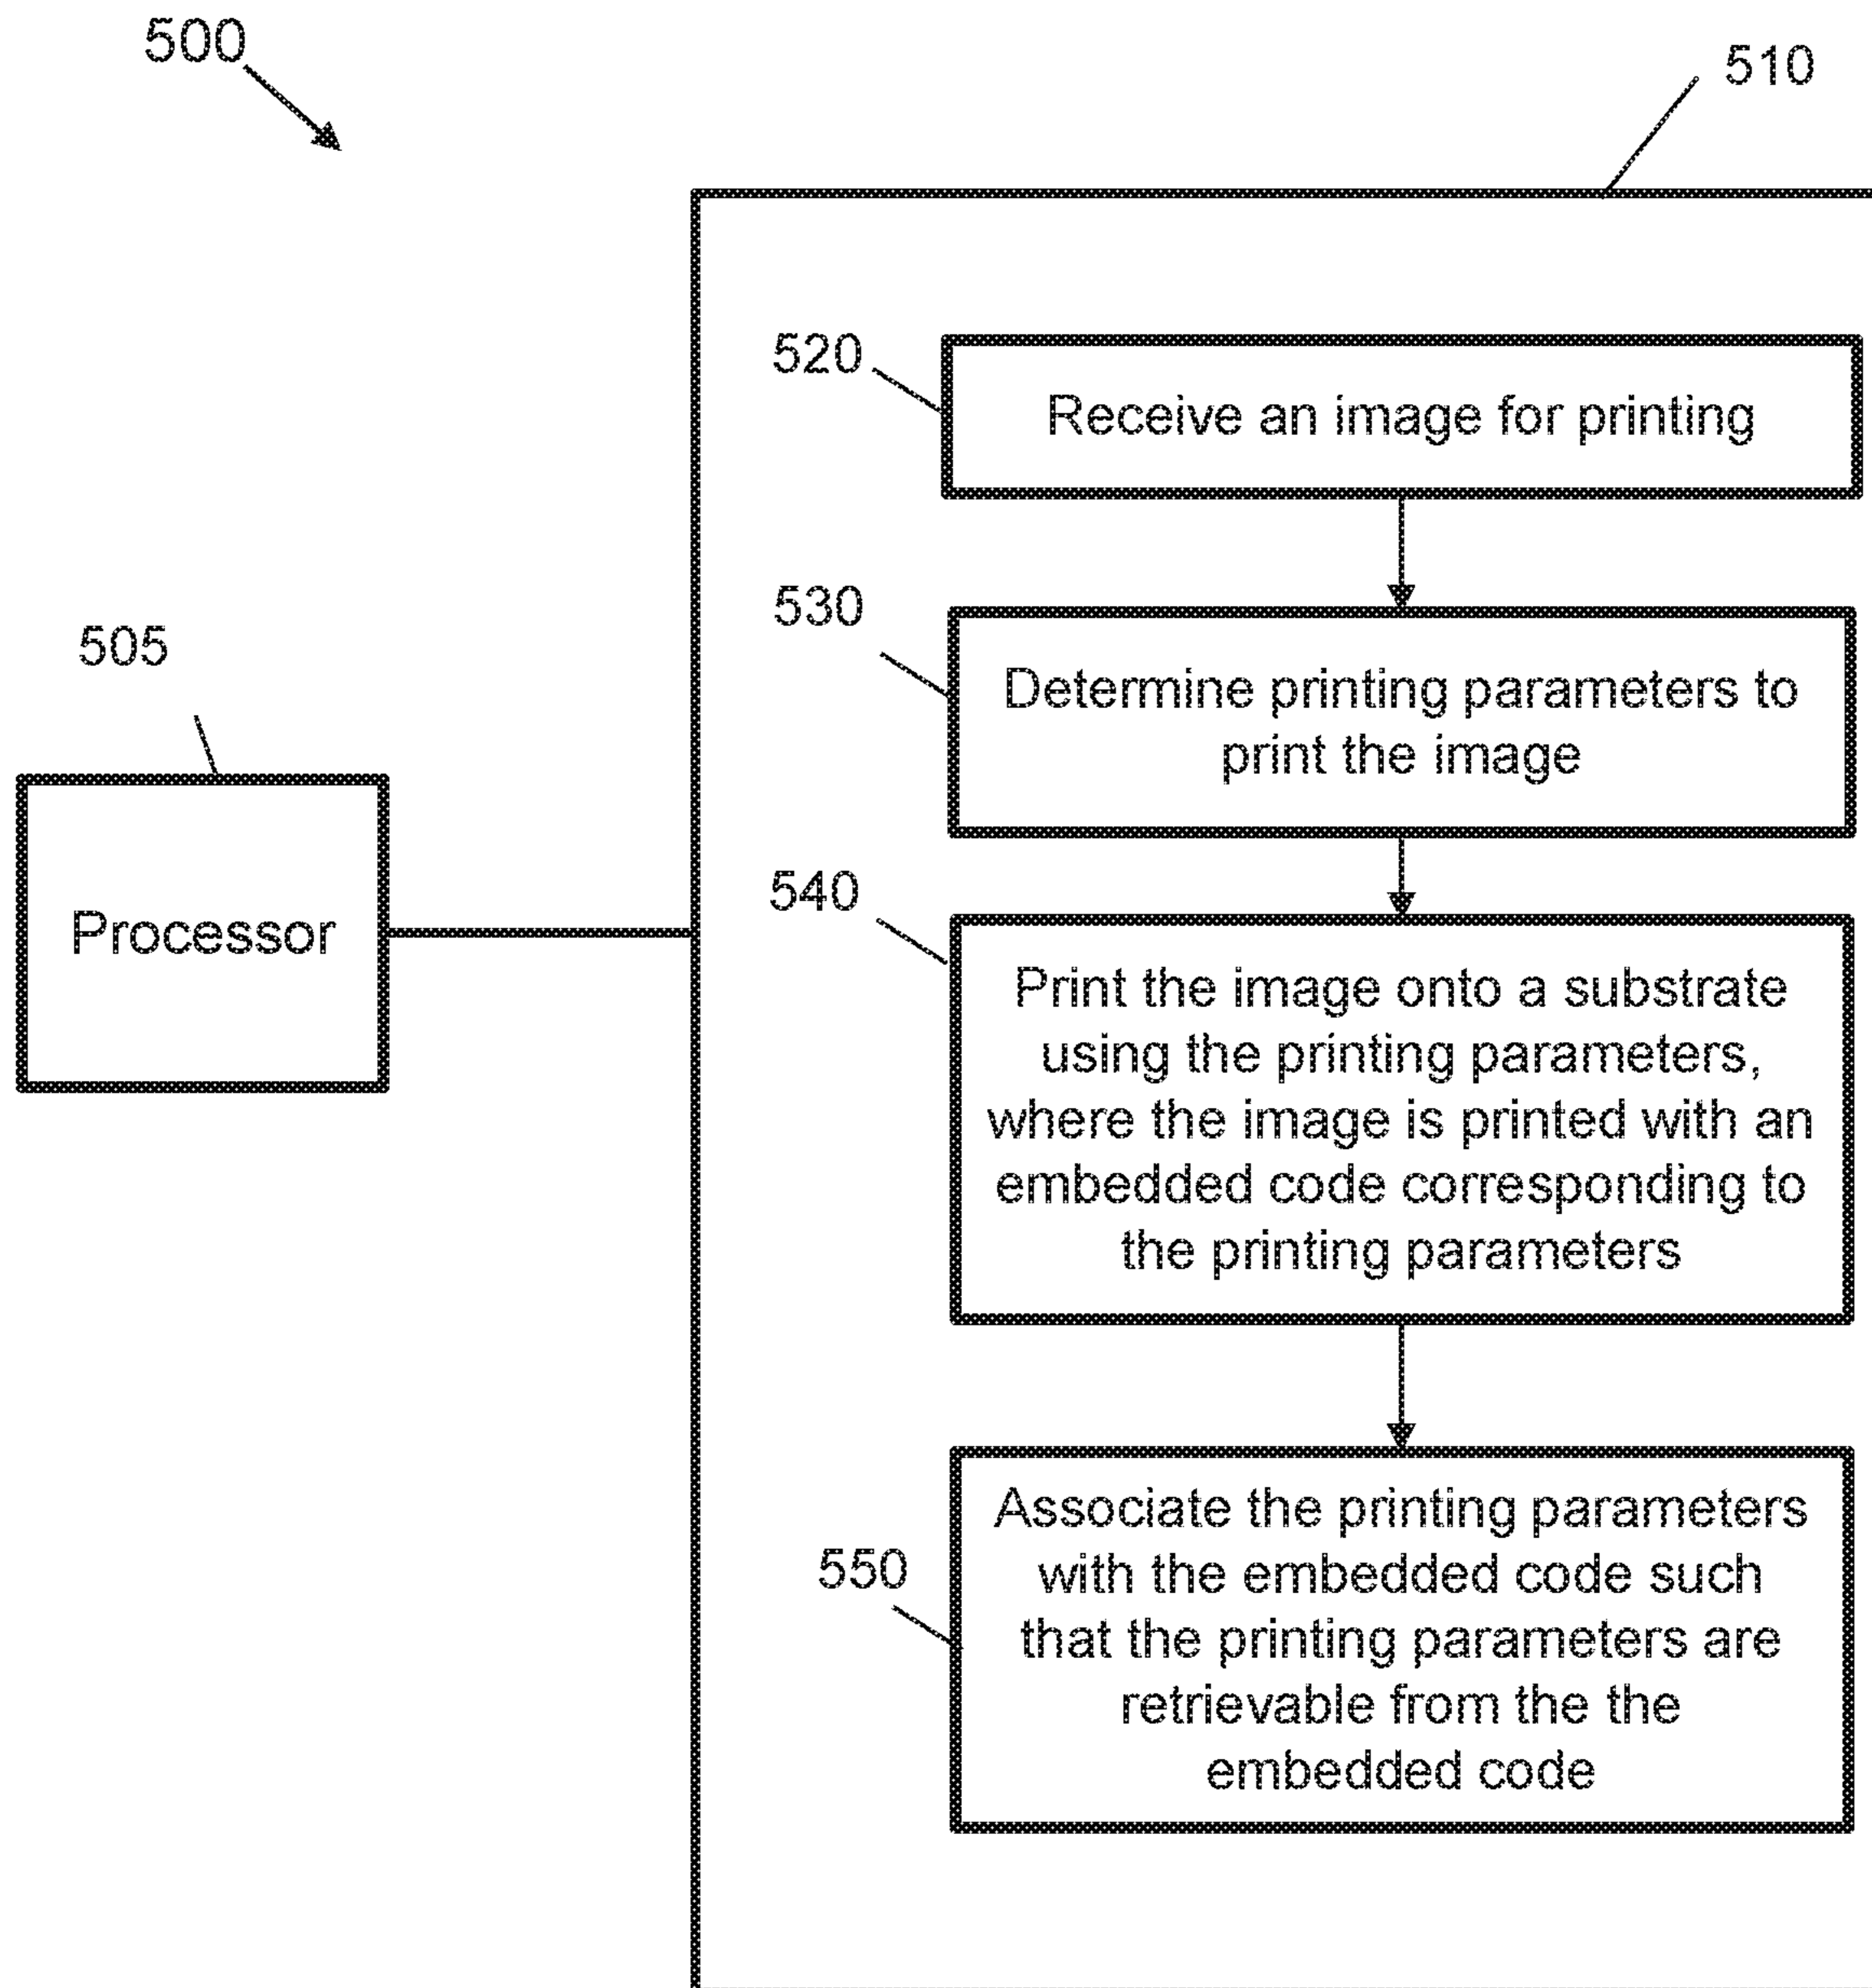 500
510
520
Receive an image for printing
530
Determine printing parameters to
print the image
505
Processor
540
Print the image onto a substrate
using the printing parameters,
where the image is printed with an
embedded code corresponding to
the printing parameters
550
Associate the printing parameters
with the embedded code such
that the printing parameters are
retrievable from the the
embedded code